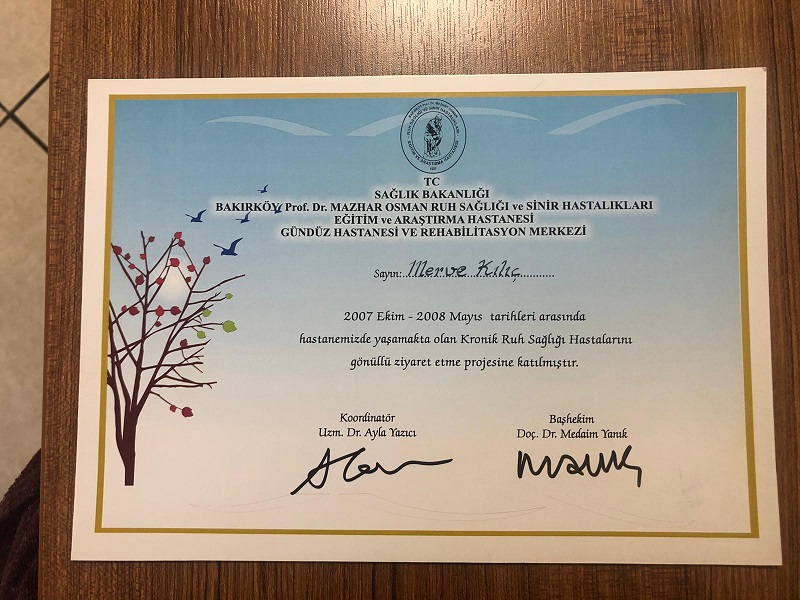 TC
SAĞLIK BAKANLIĞI
BAKIRKÖY Prof. Dr. MAZHAR OSMAN RUH SAĞLIĞI ve SİNİR HASTALIKLARI
EĞİTİM ve ARAŞTIRMA HASTANESİ
GÜNDÜZ HASTANESİ VE REHABİLİTASYON MERKEZİ
Sayın:..Merve Kılıç............
2007 Ekim - 2008 Mayıs tarihleri arasında
hastanemizde yaşamakta olan Kronik Ruh Sağlığı Hastalarını
gönüllü ziyaret etme projesine katılmıştır.
Koordinatör
Uzm. Dr. Ayla Yazıcı
Başhekim
Doç. Dr. Medaim Yanık